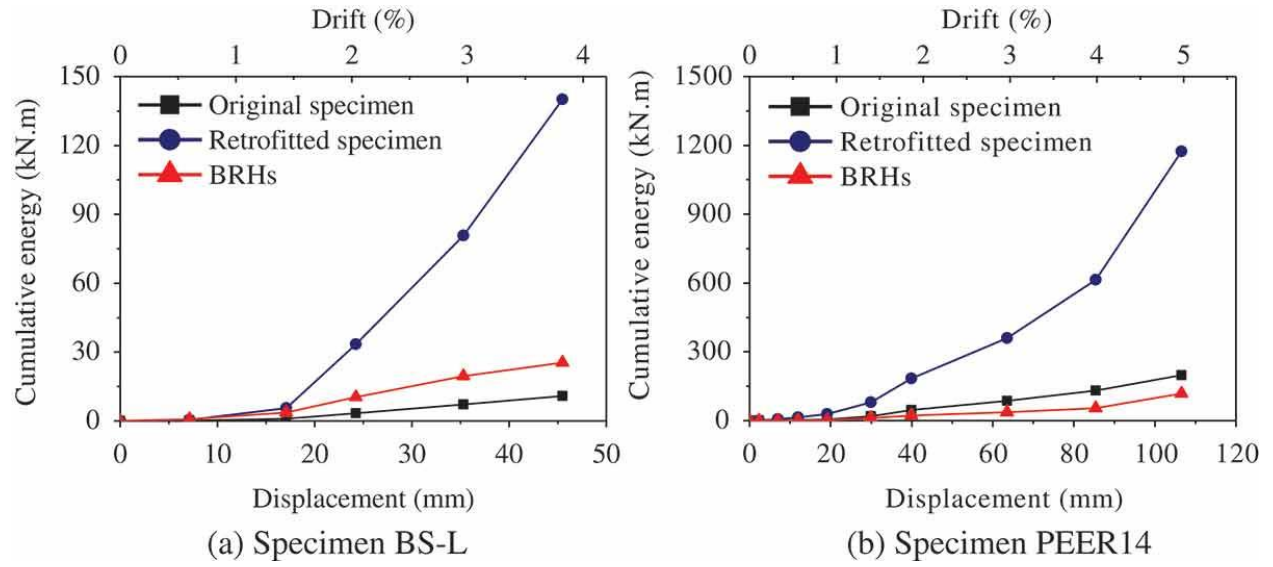 Drift (%)
0 1 2 3 4
150
120
90
60
30
0
Cumulative energy (kN.m)
Original specimen
Retrofitted specimen
BRHs
0 10 20 30 40 50
Displacement (mm)
(a) Specimen BS-L
Drift (%)
0 1 2 3 4 5
1500
1200
900
600
300
0
Cumulative energy (kN.m)
Original specimen
Retrofitted specimen
BRHs
0 20 40 60 80 100 120
Displacement (mm)
(b) Specimen PEER14